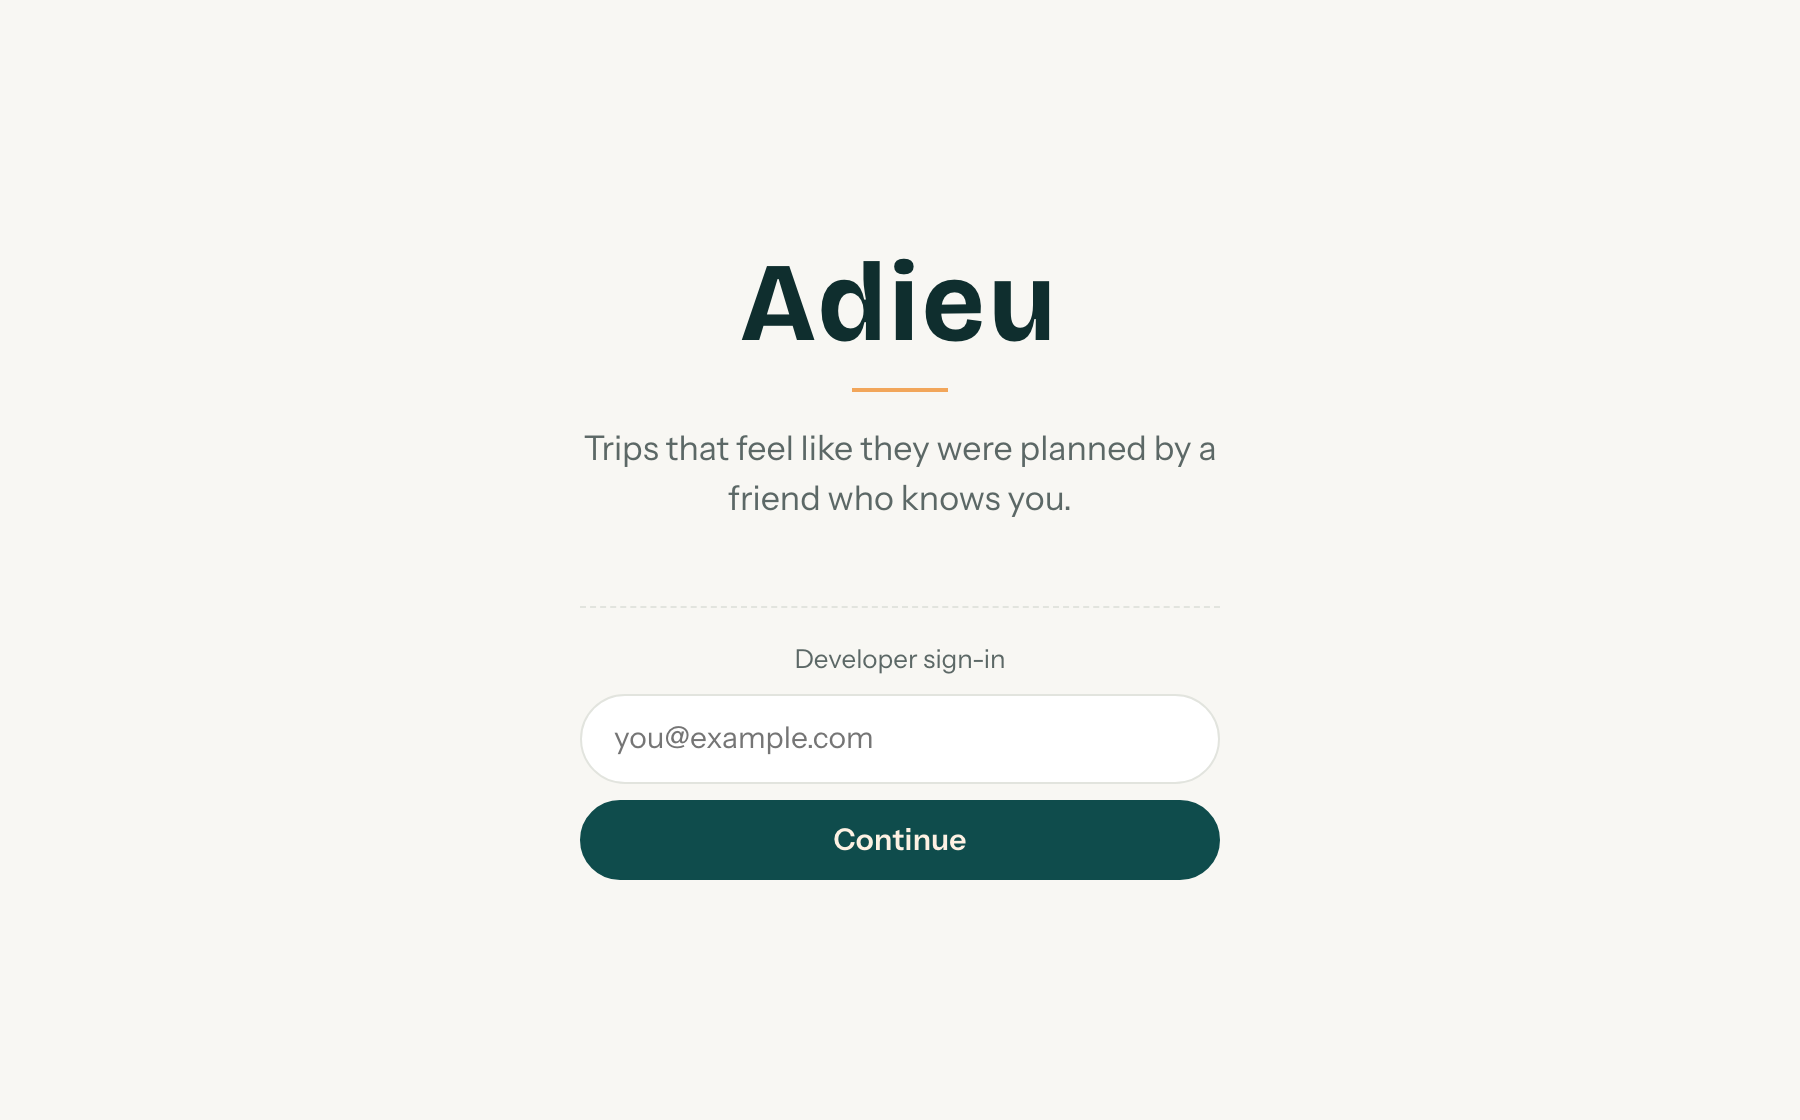 Adieu
Trips that feel like they were planned by a
friend who knows you.
Developer sign-in
you@example.com
Continue